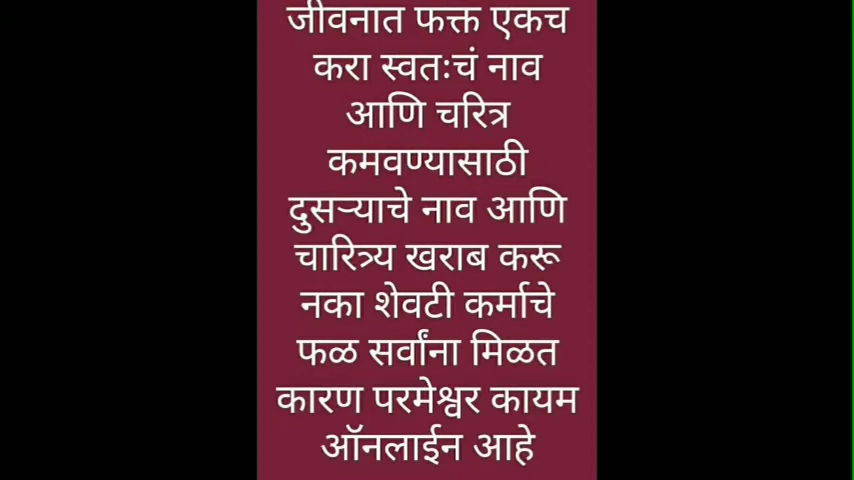 जीवनात फक्त एकच
करा स्वतःचं नाव
आणि चरित्र
कमवण्यासाठी
दुसऱ्याचे नाव आणि
चारित्र्य खराब करू
नका शेवटी कर्माचे
फळ सर्वांना मिळत
कारण परमेश्वर कायम
ऑनलाईन आहे